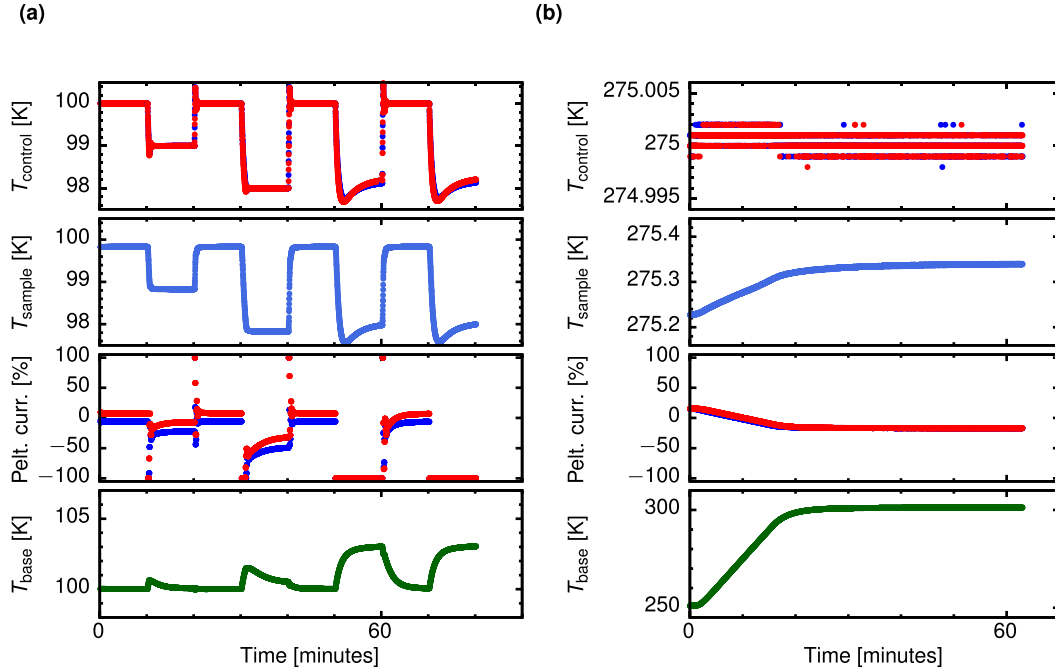 (a)
(b)
T_control [K]
100
99
98
T_sample [K]
100
99
98
Pelt. curr. [%]
100
50
0
−50
−100
T_base [K]
105
100
0
60
Time [minutes]
T_control [K]
275.005
275
274.995
T_sample [K]
275.4
275.3
275.2
Pelt. curr. [%]
100
50
0
−50
−100
T_base [K]
300
250
0
60
Time [minutes]